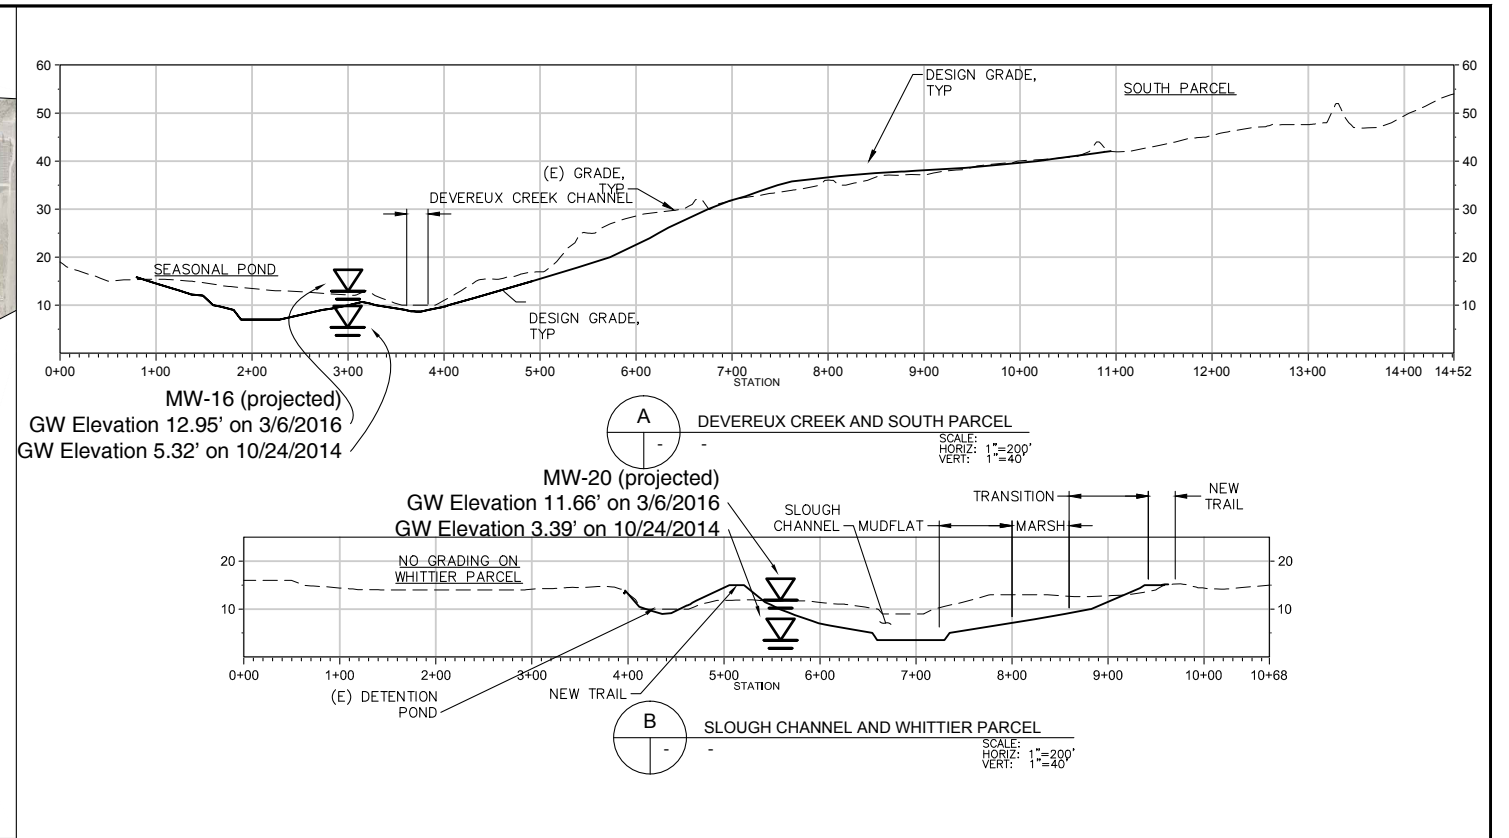 60
50
40
30
20
10
DESIGN GRADE,
TYP
SOUTH PARCEL
60
50
40
30
20
10
(E) GRADE,
TYP
DEVEREUX CREEK CHANNEL
SEASONAL POND
DESIGN GRADE,
TYP
0+00 1+00 2+00 3+00 4+00 5+00 6+00 7+00 8+00 9+00 10+00 11+00 12+00 13+00 14+00 14+52
STATION
MW-16 (projected)
GW Elevation 12.95' on 3/6/2016
GW Elevation 5.32' on 10/24/2014
A
- -
DEVEREUX CREEK AND SOUTH PARCEL
SCALE:
HORIZ: 1"=200'
VERT: 1"=40'
MW-20 (projected)
GW Elevation 11.66' on 3/6/2016
GW Elevation 3.39' on 10/24/2014
SLOUGH
CHANNEL
MUDFLAT
MARSH
TRANSITION
NEW
TRAIL
20
10
NO GRADING ON
WHITTIER PARCEL
20
10
0+00 1+00 2+00 3+00 4+00 5+00 6+00 7+00 8+00 9+00 10+00 10+68
STATION
(E) DETENTION
POND
NEW TRAIL
B
- -
SLOUGH CHANNEL AND WHITTIER PARCEL
SCALE:
HORIZ: 1"=200'
VERT: 1"=40'